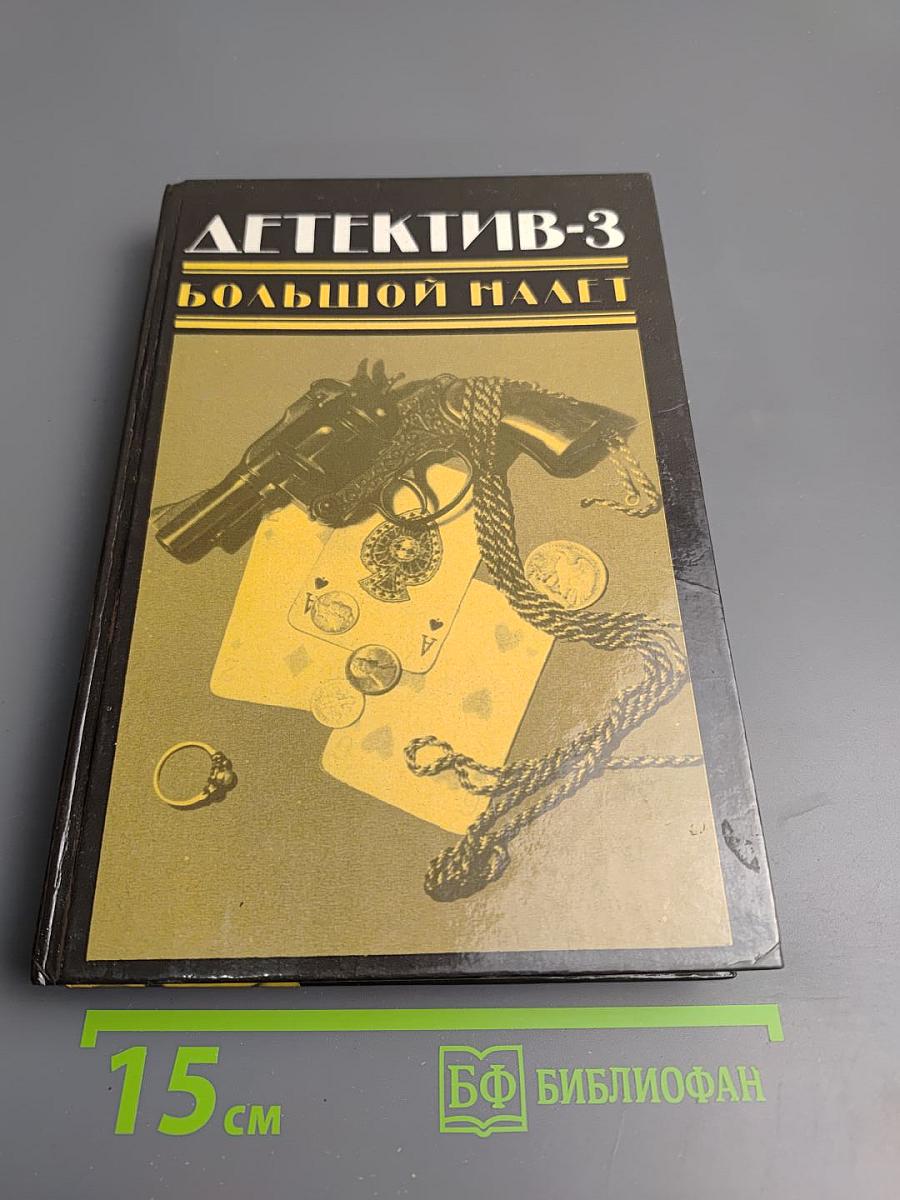 ДЕТЕКТИВ-3
БОЛЬШОЙ НАЛЕТ
A
A
15 см
БФ БИБЛИОФАН